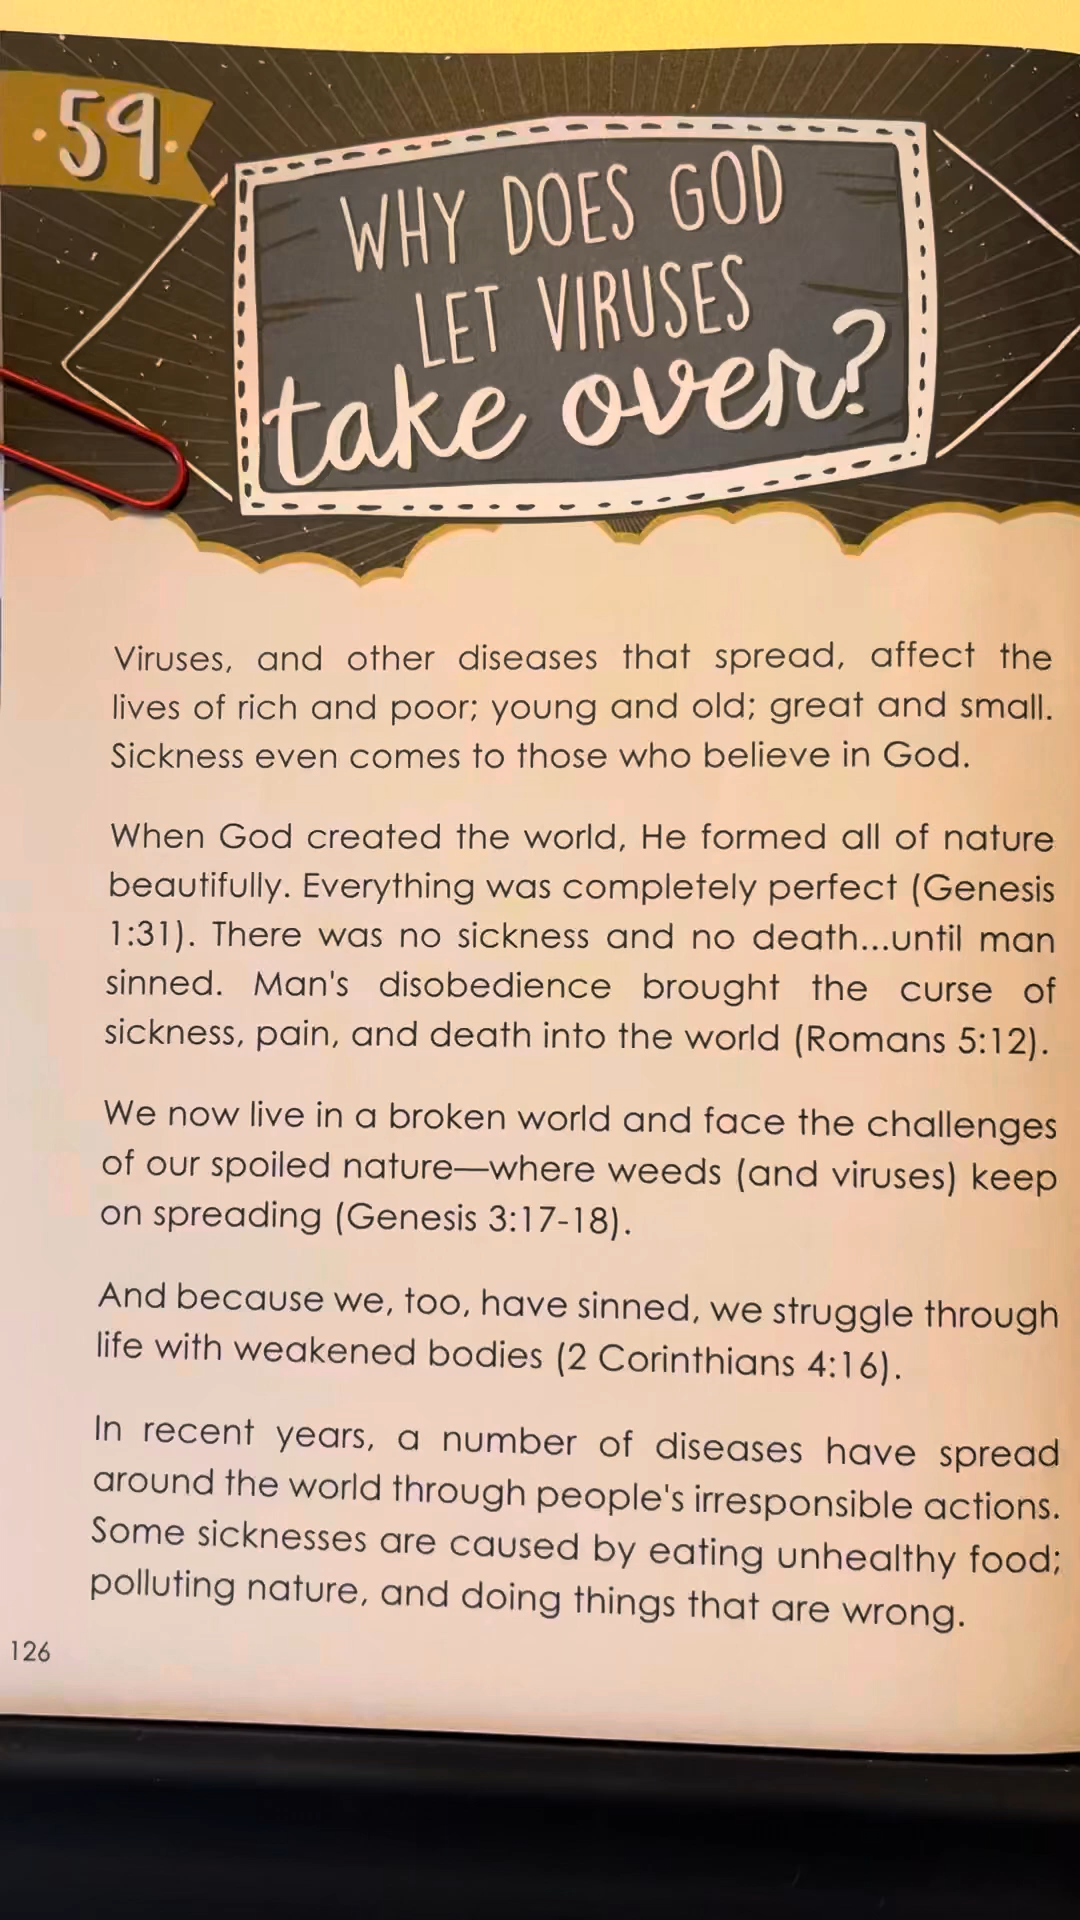 ·59·
WHY DOES GOD
LET VIRUSES
take over?
Viruses, and other diseases that spread, affect the
lives of rich and poor; young and old; great and small.
Sickness even comes to those who believe in God.
When God created the world, He formed all of nature
beautifully. Everything was completely perfect (Genesis
1:31). There was no sickness and no death...until man
sinned. Man's disobedience brought the curse of
sickness, pain, and death into the world (Romans 5:12).
We now live in a broken world and face the challenges
of our spoiled nature—where weeds (and viruses) keep
on spreading (Genesis 3:17-18).
And because we, too, have sinned, we struggle through
life with weakened bodies (2 Corinthians 4:16).
In recent years, a number of diseases have spread
around the world through people's irresponsible actions.
Some sicknesses are caused by eating unhealthy food;
polluting nature, and doing things that are wrong.
126